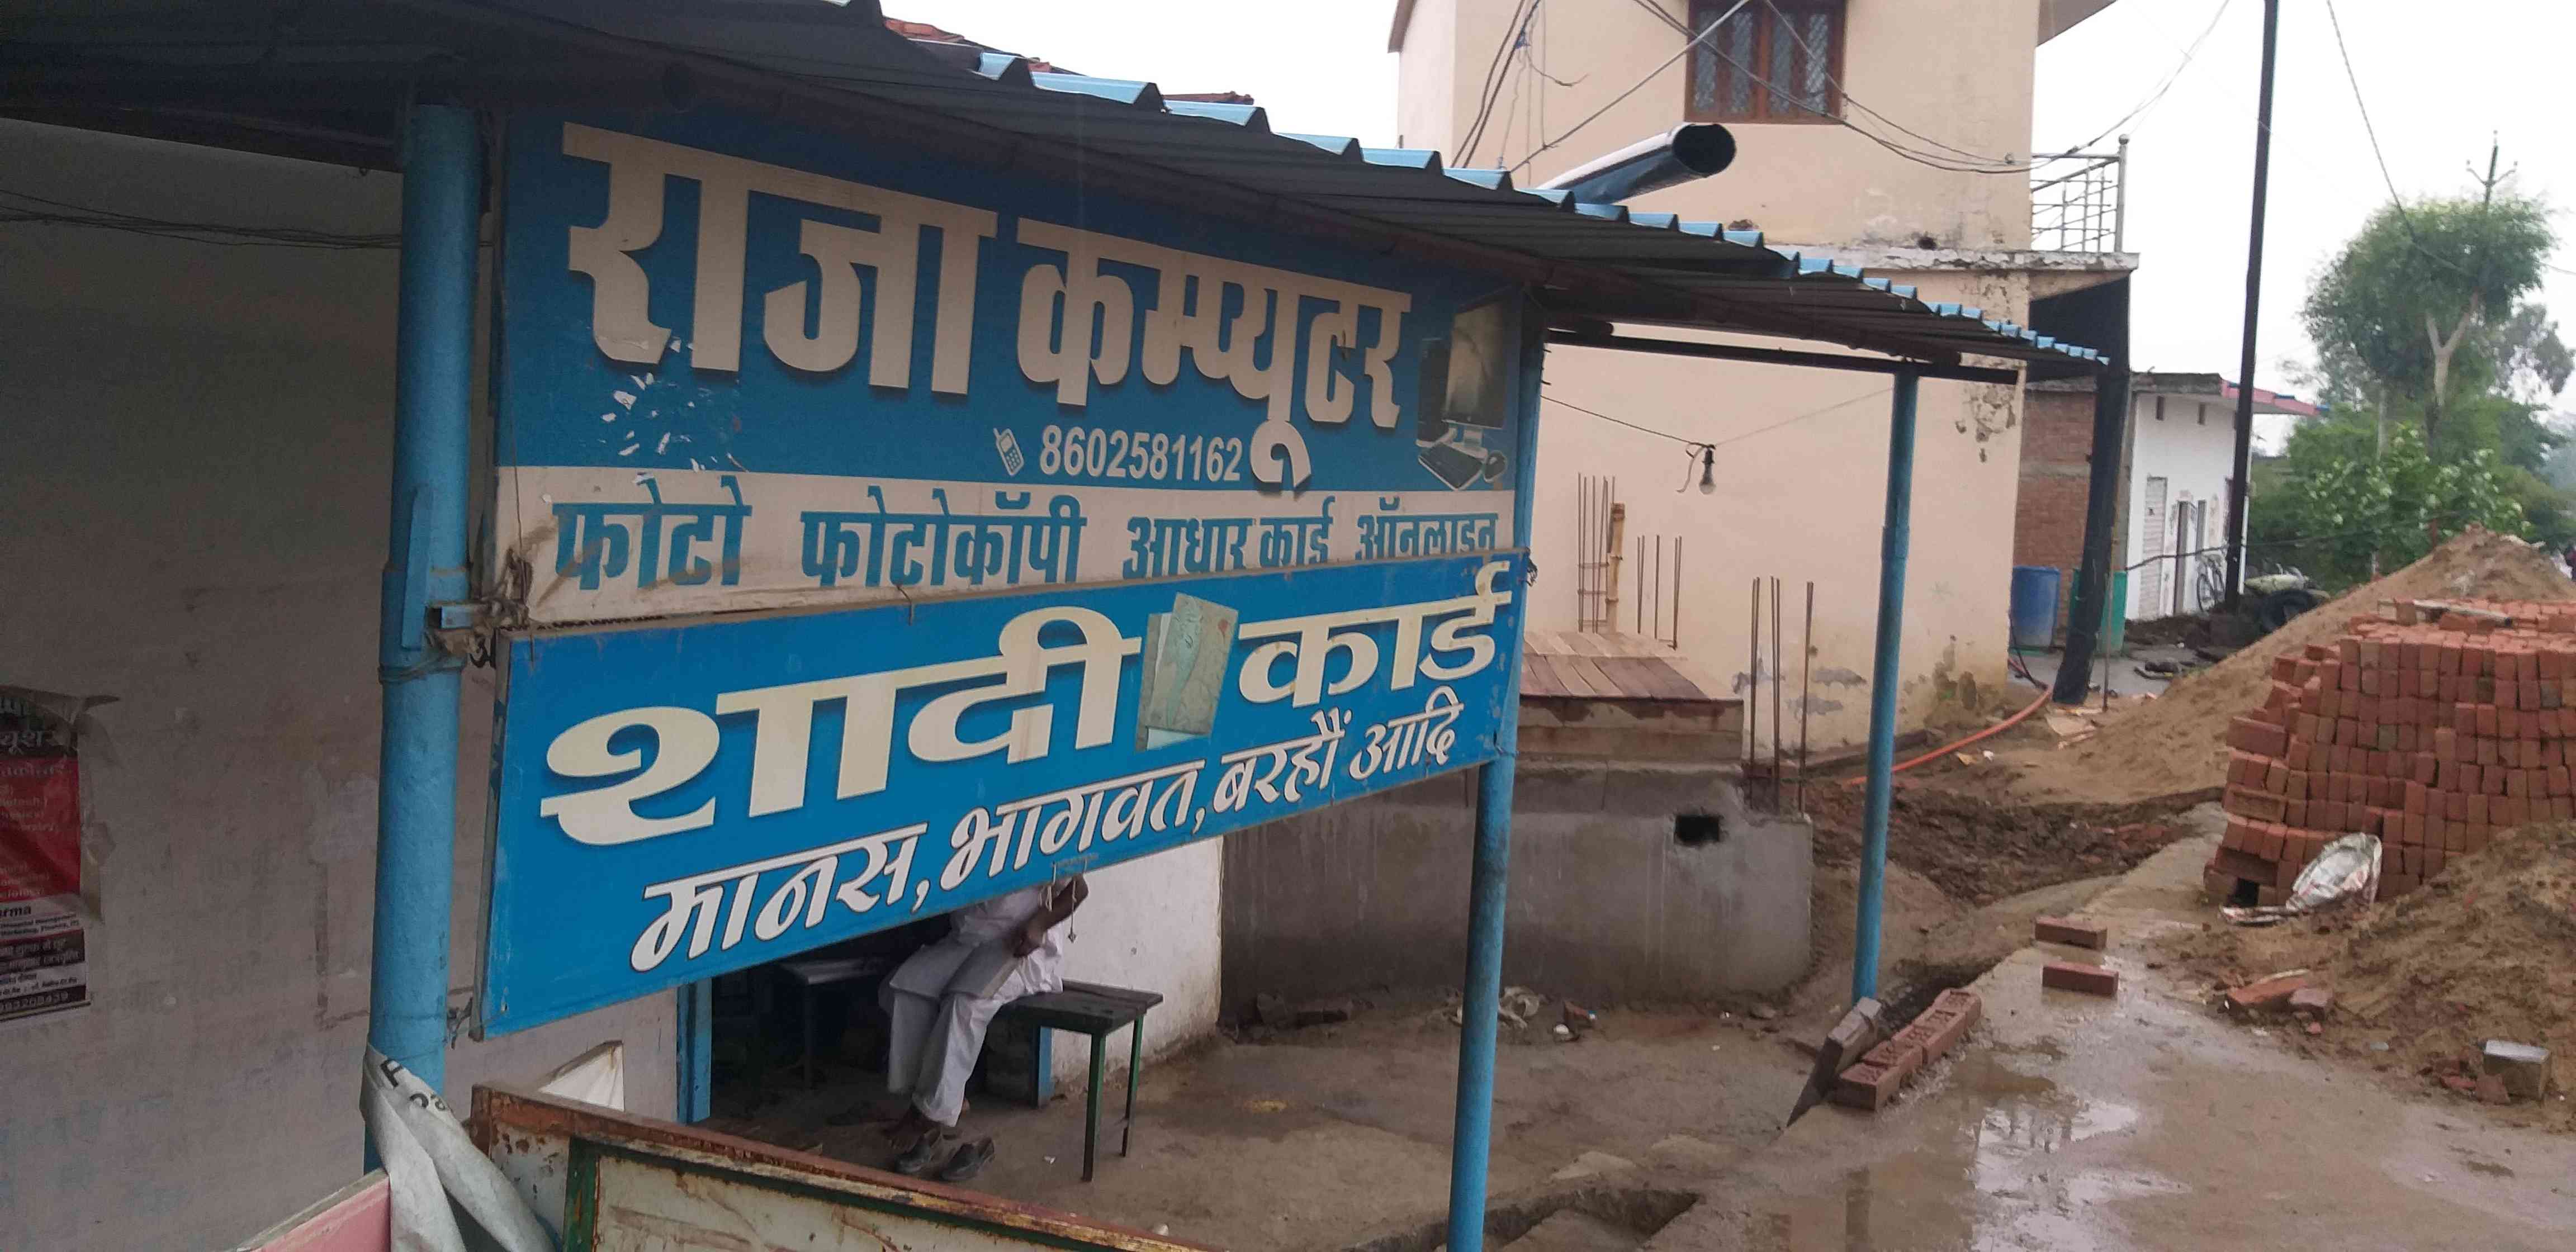 राजा कम्प्यूटर
8602581162
फोटो फोटोकॉपी आधार कार्ड ऑनलाइन
शादी कार्ड
मानस, भागवत, बरहौं आदि